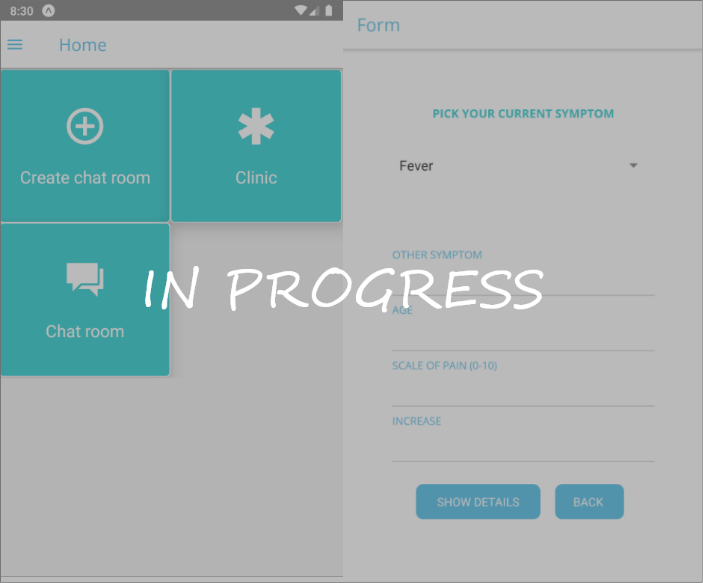 8:30
Home
Create chat room
Clinic
Chat room
Form
PICK YOUR CURRENT SYMPTOM
Fever
OTHER SYMPTOM
AGE
SCALE OF PAIN (0-10)
INCREASE
SHOW DETAILS
BACK
IN PROGRESS